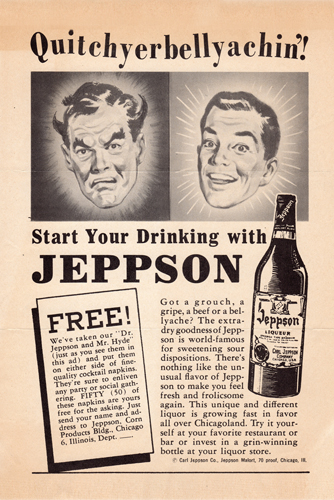 Quitchyerbellyachin'!
Start Your Drinking with
JEPPSON
FREE!
We've taken our "Dr.
Jeppson and Mr. Hyde"
(just as you see them in
this ad) and put them
on either side of fine-
quality cocktail napkins.
They're sure to enliven
any party or social gath-
ering. FIFTY (50) of
these napkins are yours
free for the asking. Just
send your name and ad-
dress to Jeppson, Corn
Products Bldg., Chicago
6, Illinois, Dept. ......
Got a grouch, a
gripe, a beef or a bel-
lyache? The extra-
dry goodness of Jepp-
son is world-famous
for sweetening sour
dispositions. There's
nothing like the un-
usual flavor of Jepp-
son to make you feel
fresh and frolicsome
again. This unique and different
liquor is growing fast in favor
all over Chicagoland. Try it your-
self at your favorite restaurant or
bar or invest in a grin-winning
bottle at your liquor store.
© Carl Jeppson Co., Jeppson Malort, 70 proof, Chicago, Ill.
Jeppson
Jeppson
LIQUEUR
CARL JEPPSON
COMPANY